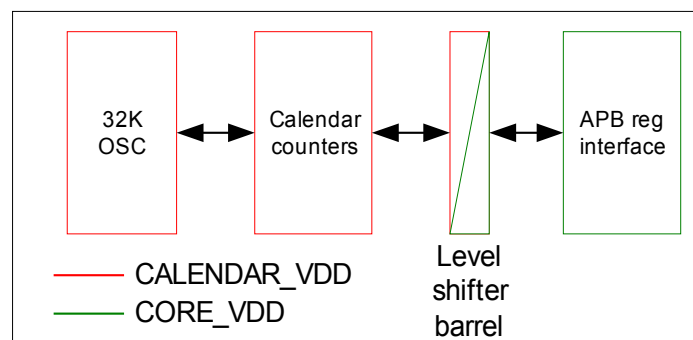 32K
OSC
Calendar
counters
APB reg
interface
Level
shifter
barrel
CALENDAR_VDD
CORE_VDD